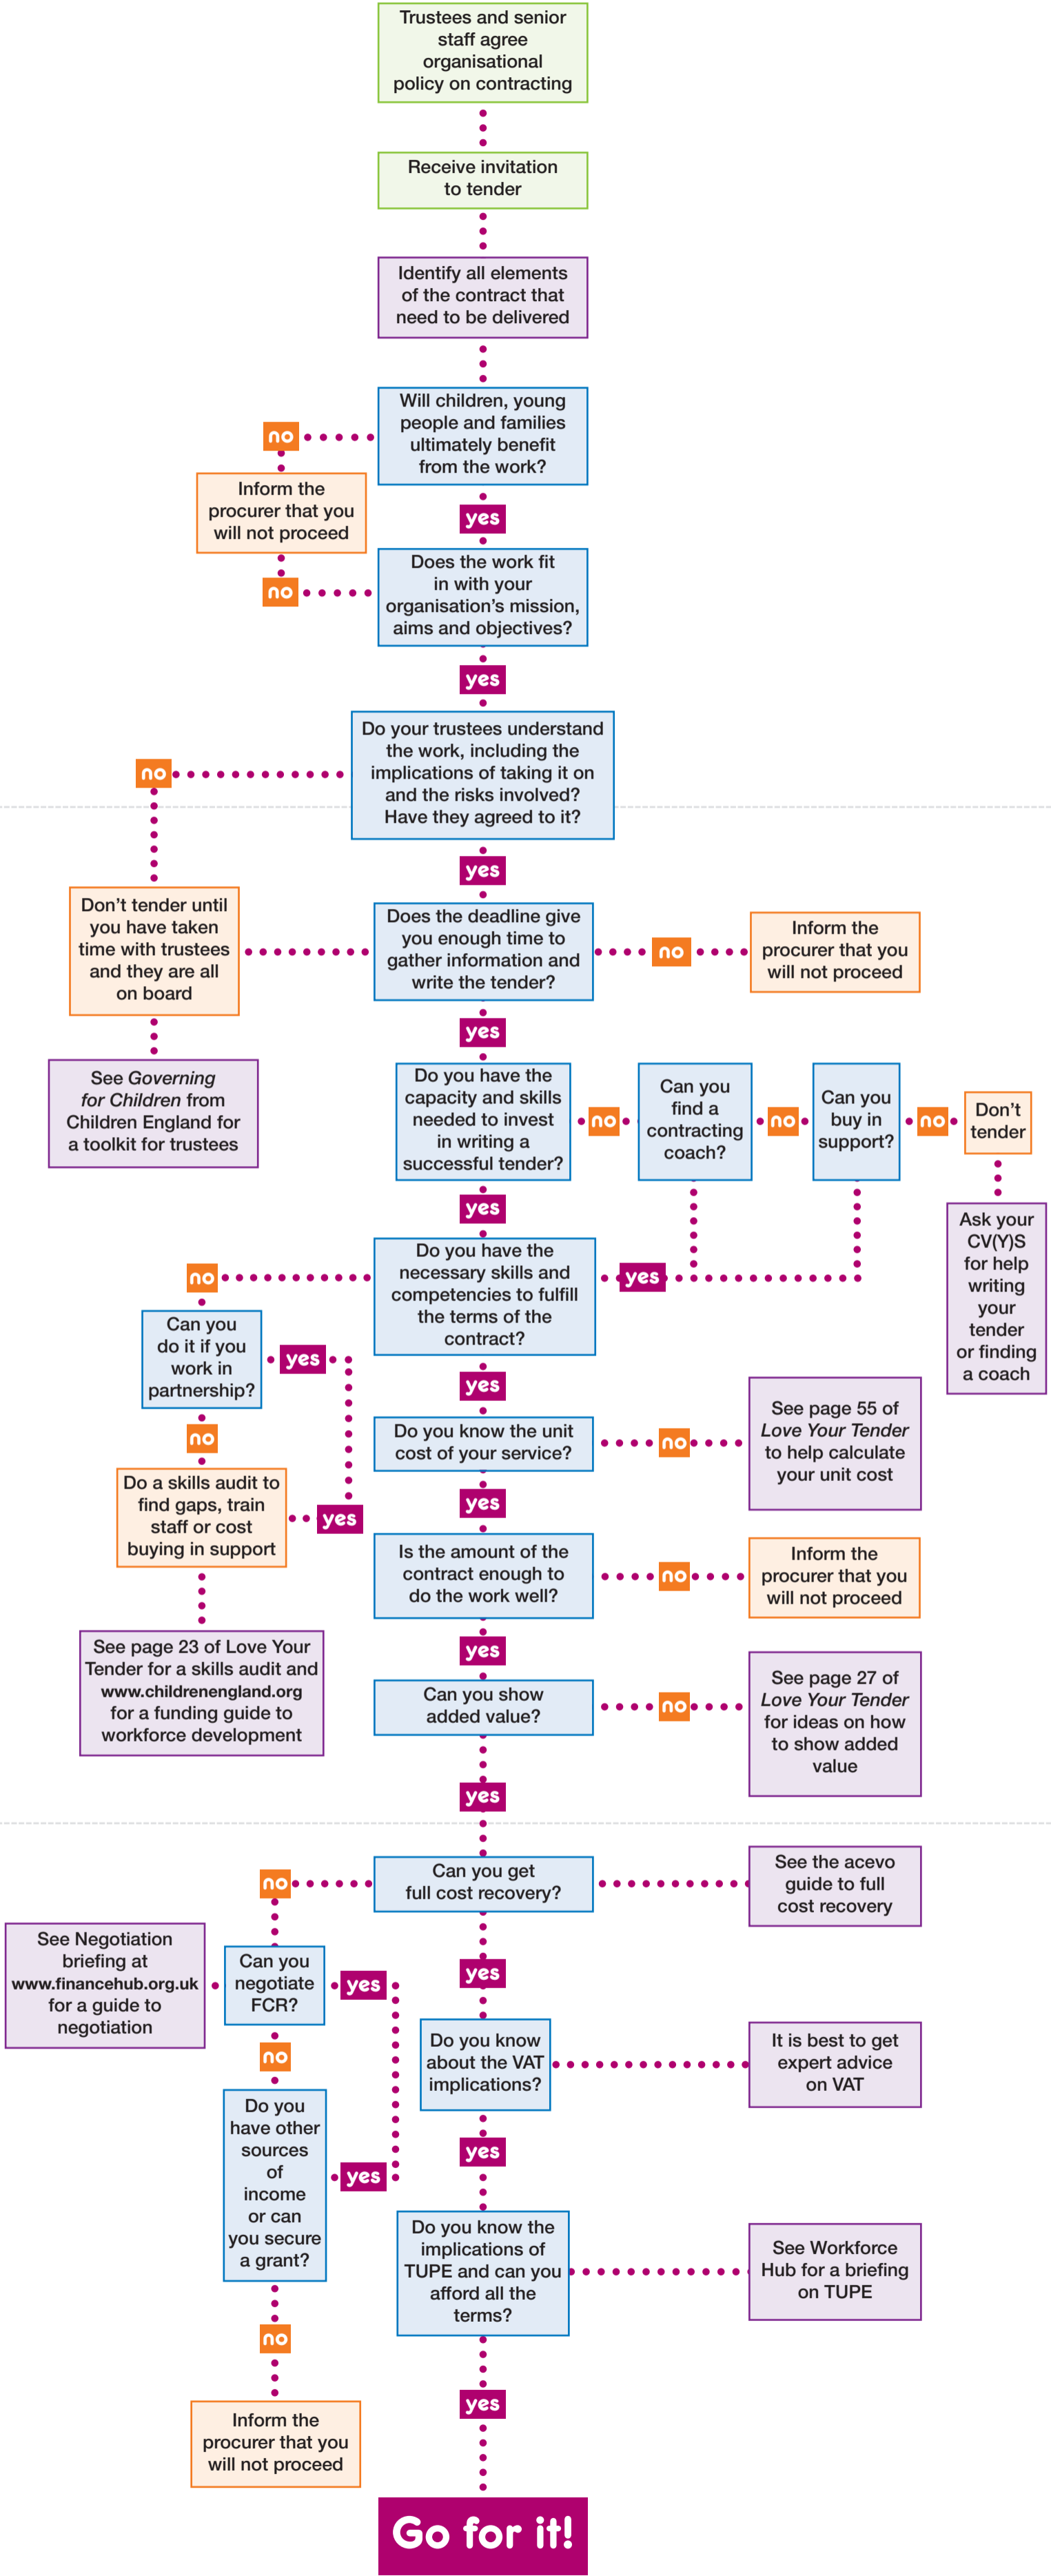 Trustees and senior
staff agree
organisational
policy on contracting
Receive invitation
to tender
Identify all elements
of the contract that
need to be delivered
Will children, young
people and families
ultimately benefit
from the work?
no
Inform the
procurer that you
will not proceed
yes
Does the work fit
in with your
organisation's mission,
aims and objectives?
no
yes
Do your trustees understand
the work, including the
implications of taking it on
and the risks involved?
Have they agreed to it?
no
yes
Don't tender until
you have taken
time with trustees
and they are all
on board
Does the deadline give
you enough time to
gather information and
write the tender?
no
Inform the
procurer that you
will not proceed
yes
See Governing
for Children from
Children England for
a toolkit for trustees
Do you have the
capacity and skills
needed to invest
in writing a
successful tender?
no
Can you
find a
contracting
coach?
no
Can you
buy in
support?
no
Don't
tender
yes
Ask your
CV(Y)S
for help
writing
your
tender
or finding
a coach
Do you have the
necessary skills and
competencies to fulfill
the terms of the
contract?
yes
no
Can you
do it if you
work in
partnership?
yes
yes
no
Do you know the unit
cost of your service?
no
See page 55 of
Love Your Tender
to help calculate
your unit cost
Do a skills audit to
find gaps, train
staff or cost
buying in support
yes
yes
Is the amount of the
contract enough to
do the work well?
no
Inform the
procurer that you
will not proceed
See page 23 of Love Your
Tender for a skills audit and
www.childrenengland.org
for a funding guide to
workforce development
yes
Can you show
added value?
no
See page 27 of
Love Your Tender
for ideas on how
to show added
value
yes
Can you get
full cost recovery?
no
See the acevo
guide to full
cost recovery
See Negotiation
briefing at
www.financehub.org.uk
for a guide to
negotiation
Can you
negotiate
FCR?
yes
yes
no
Do you know
about the VAT
implications?
It is best to get
expert advice
on VAT
Do you
have other
sources
of
income
or can
you secure
a grant?
yes
yes
Do you know the
implications of
TUPE and can you
afford all the
terms?
See Workforce
Hub for a briefing
on TUPE
no
yes
Inform the
procurer that you
will not proceed
Go for it!